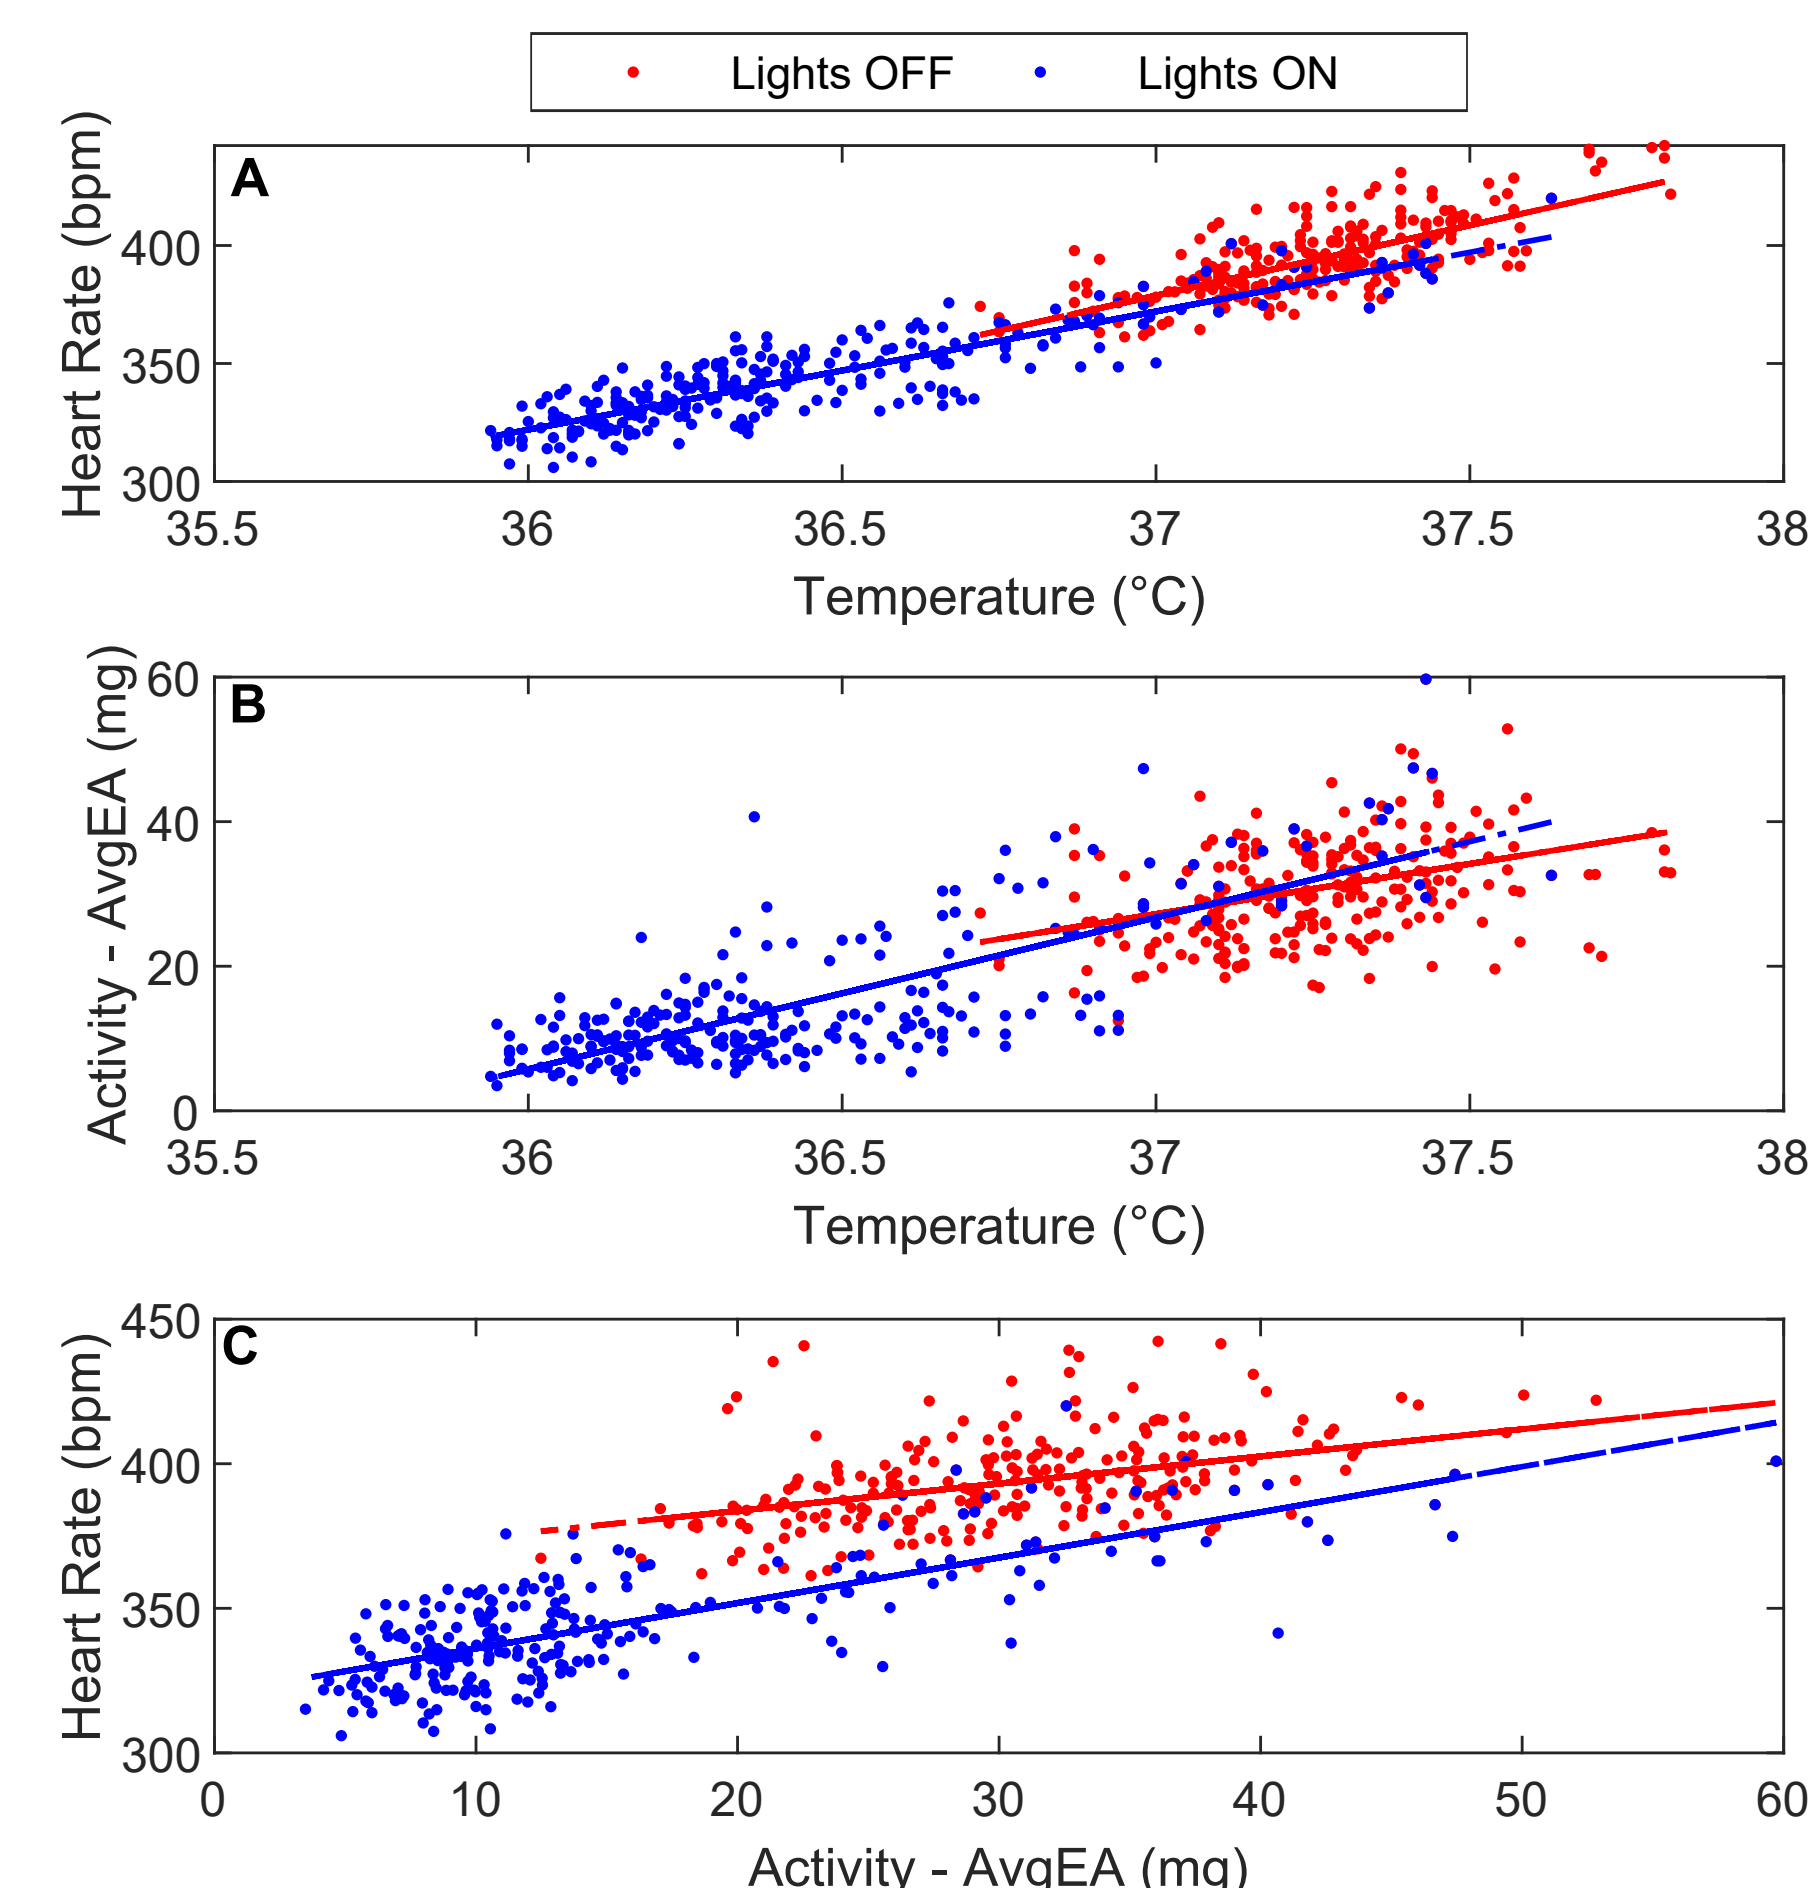 Lights OFF Lights ON
A
Heart Rate (bpm)
400
350
300
35.5 36 36.5 37 37.5 38
Temperature (°C)
B
Activity - AvgEA (mg)
60
40
20
0
35.5 36 36.5 37 37.5 38
Temperature (°C)
C
Heart Rate (bpm)
450
400
350
300
0 10 20 30 40 50 60
Activity - AvgEA (mg)